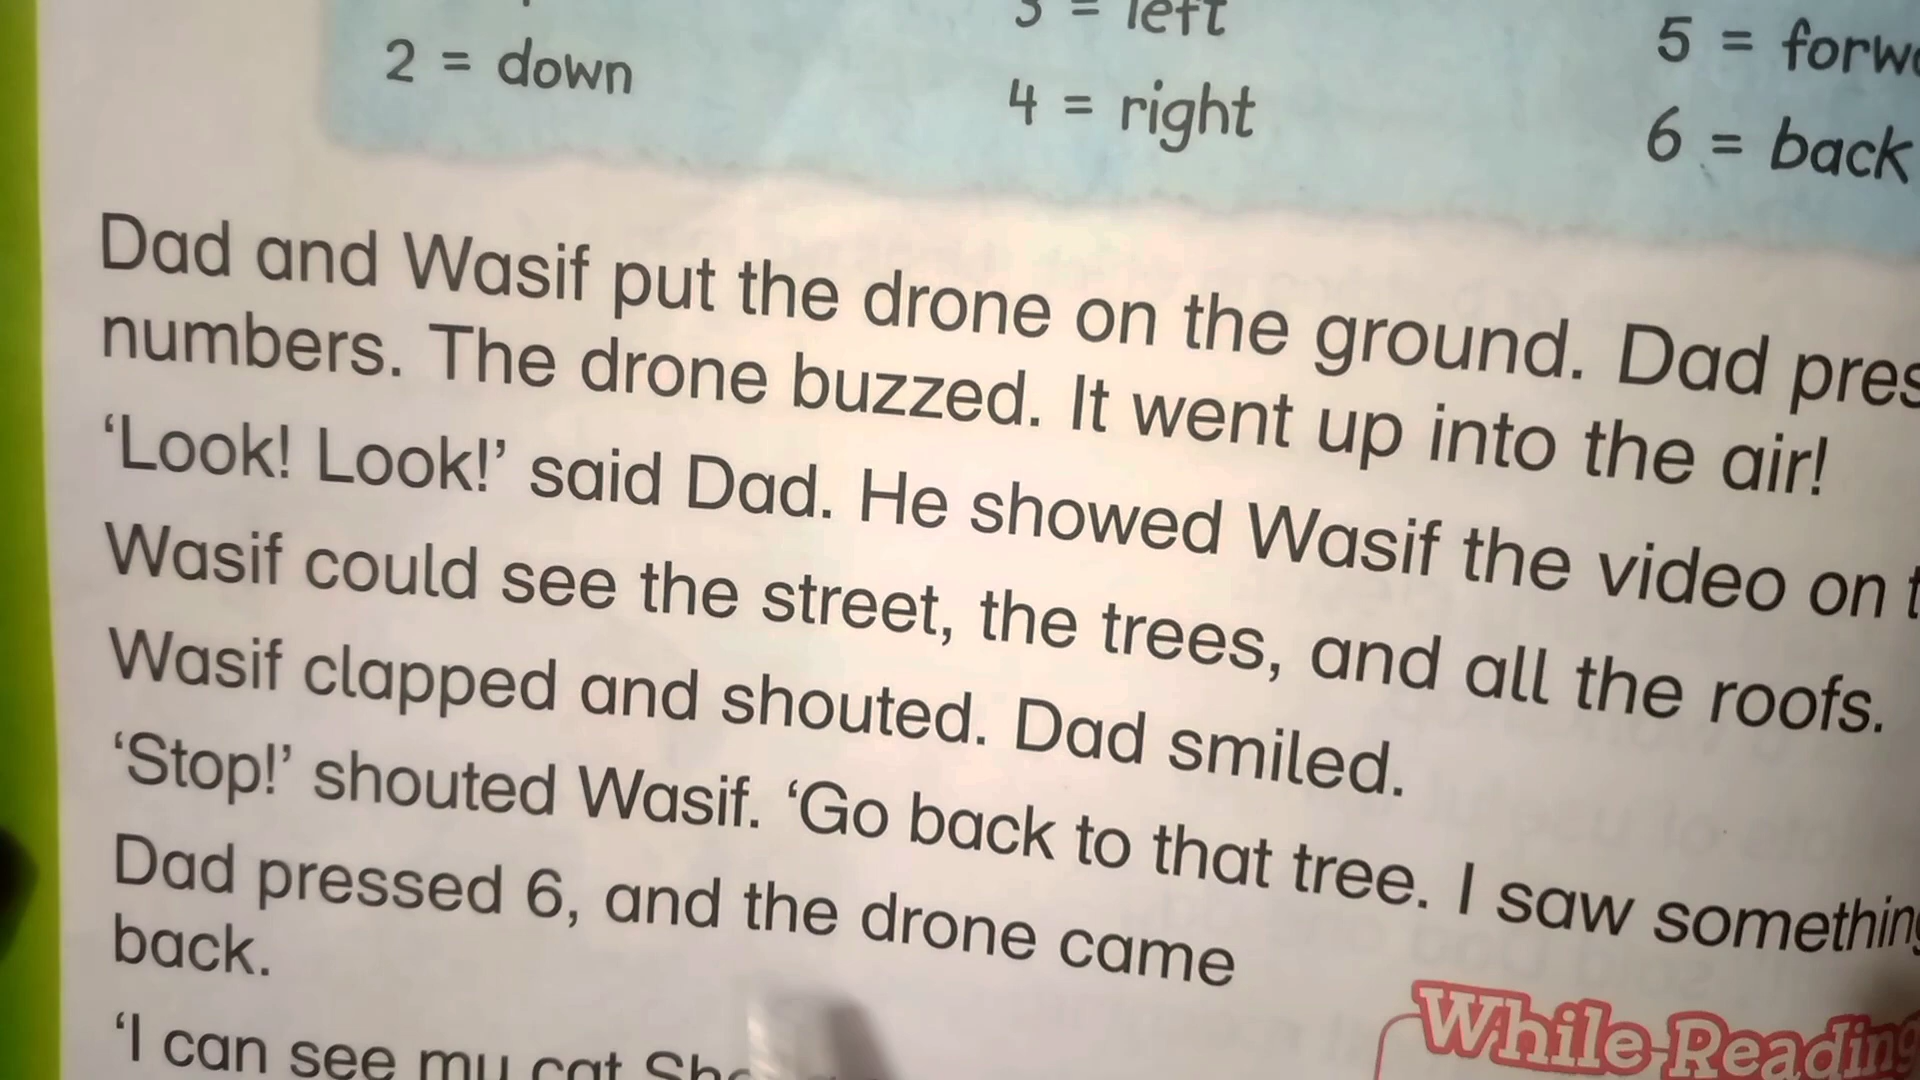 3 = left
5 = forw
2 = down
4 = right
6 = back
Dad and Wasif put the drone on the ground. Dad pres
numbers. The drone buzzed. It went up into the air!
‘Look! Look!’ said Dad. He showed Wasif the video on
Wasif could see the street, the trees, and all the roofs.
Wasif clapped and shouted. Dad smiled.
‘Stop!’ shouted Wasif. ‘Go back to that tree. I saw something
Dad pressed 6, and the drone came
back.
‘I can see my cat
While-Reading